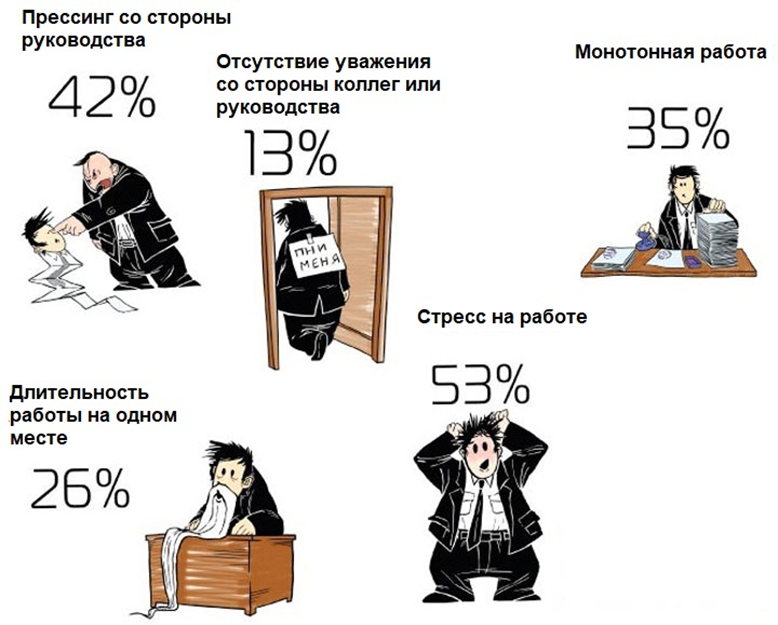 Прессинг со стороны
руководства
42%
Отсутствие уважения
со стороны коллег или
руководства
13%
ПНИ
МЕНЯ
Монотонная работа
35%
Стресс на работе
53%
Длительность
работы на одном
месте
26%